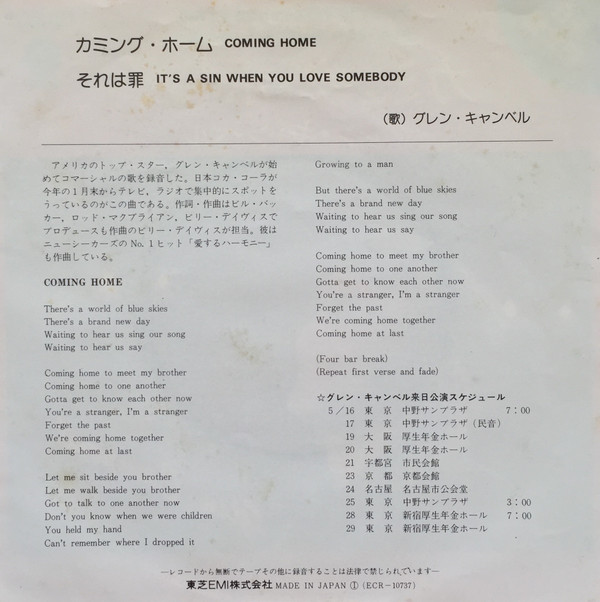 カミング・ホーム COMING HOME
それは罪 IT'S A SIN WHEN YOU LOVE SOMEBODY
（歌）グレン・キャンベル
アメリカのトップ・スター，グレン・キャンベルが始
めてコマーシャルの歌を録音した。日本コカ・コーラが
今年の１月末からテレビ，ラジオで集中的にスポットを
うっているのがこの曲である。作詞・作曲はビル・バッ
カー，ロッド・マクブライアン，ビリー・デイヴィスで
プロデュースも作曲のビリー・デイヴィスが担当。彼は
ニューシーカーズのNo.１ヒット「愛するハーモニー」
も作曲している。
COMING HOME
There's a world of blue skies
There's a brand new day
Waiting to hear us sing our song
Waiting to hear us say
Coming home to meet my brother
Coming home to one another
Gotta get to know each other now
You're a stranger, I'm a stranger
Forget the past
We're coming home together
Coming home at last
Let me sit beside you brother
Let me walk beside you brother
Got to talk to one another now
Don't you know when we were children
You held my hand
Can't remember where I dropped it
Growing to a man
But there's a world of blue skies
There's a brand new day
Waiting to hear us sing our song
Waiting to hear us say
Coming home to meet my brother
Coming home to one another
Gotta get to know each other now
You're a stranger, I'm a stranger
Forget the past
We're coming home together
Coming home at last
(Four bar break)
(Repeat first verse and fade)
☆グレン・キャンベル来日公演スケジュール
5／16 東 京 中野サンプラザ 7：00
17 東 京 中野サンプラザ（民音）
19 大 阪 厚生年金ホール
20 大 阪 厚生年金ホール
21 宇都宮 市民会館
23 京 都 京都会館
24 名古屋 名古屋市公会堂
25 東 京 中野サンプラザ 3：00
28 東 京 新宿厚生年金ホール 7：00
29 東 京 新宿厚生年金ホール
―レコードから無断でテープその他に録音することは法律で禁じられています―
東芝EMI株式会社 MADE IN JAPAN Ⓘ (ECR-10737)